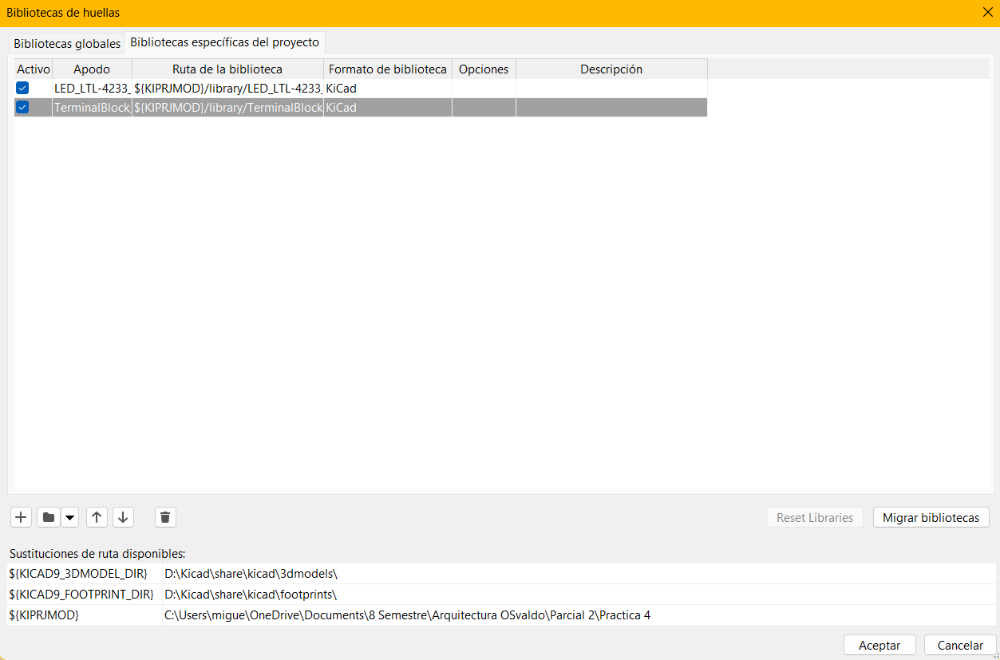 Bibliotecas de huellas
Bibliotecas globales Bibliotecas específicas del proyecto
Activo Apodo Ruta de la biblioteca Formato de biblioteca Opciones Descripción
LED_LTL-4233_ ${KIPRJMOD}/library/LED_LTL-4233_ KiCad
TerminalBlock_ ${KIPRJMOD}/library/TerminalBlock KiCad
Reset Libraries Migrar bibliotecas
Sustituciones de ruta disponibles:
${KICAD9_3DMODEL_DIR} D:\Kicad\share\kicad\3dmodels\
${KICAD9_FOOTPRINT_DIR} D:\Kicad\share\kicad\footprints\
${KIPRJMOD} C:\Users\migue\OneDrive\Documents\8 Semestre\Arquitectura OSvaldo\Parcial 2\Practica 4
Aceptar Cancelar